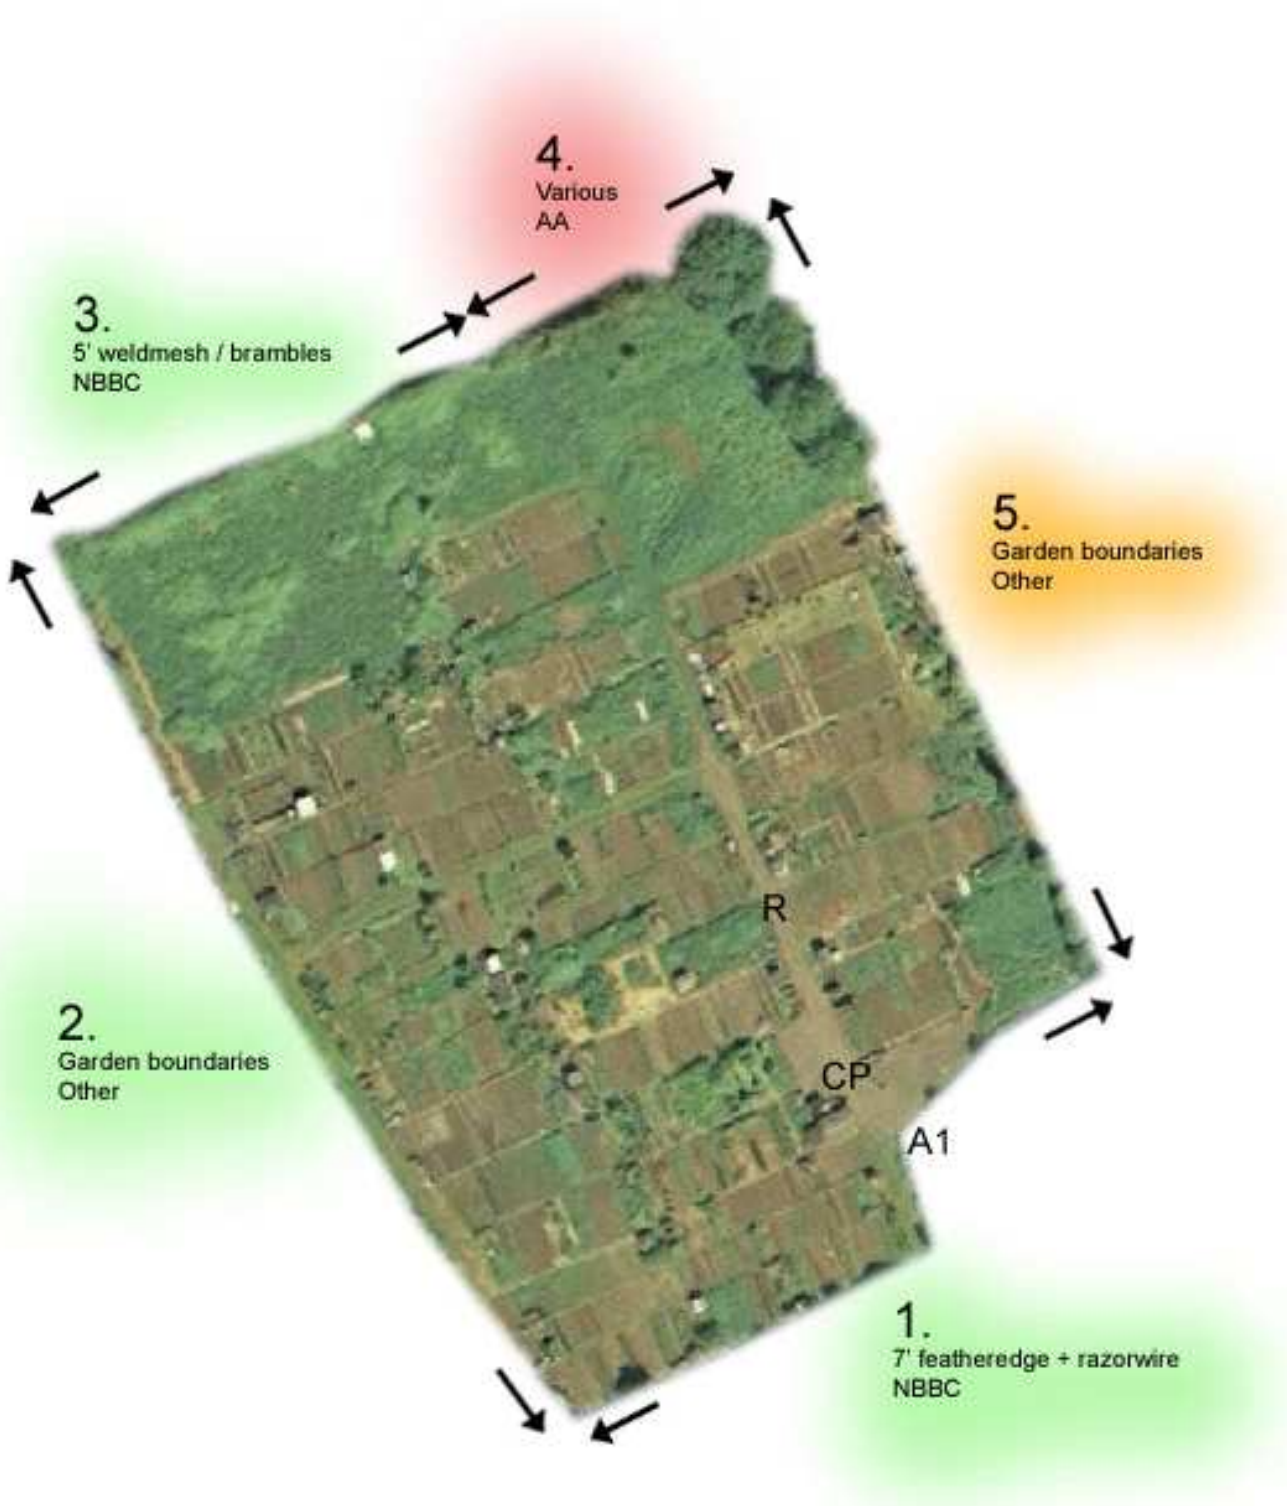 4.
Various
AA
3.
5' weldmesh / brambles
NBBC
5.
Garden boundaries
Other
R
2.
Garden boundaries
Other
CP
A1
1.
7' featheredge + razorwire
NBBC